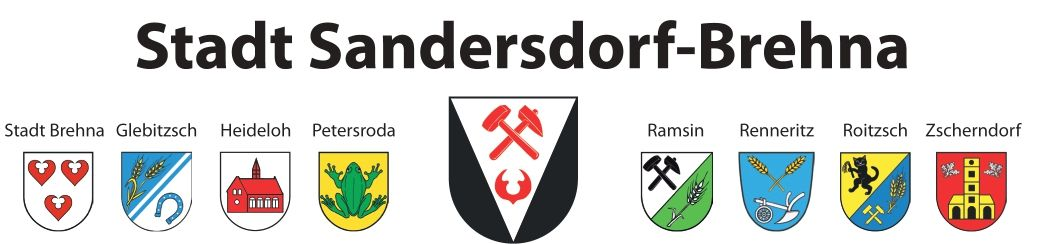 Stadt Sandersdorf-Brehna
Stadt Brehna Glebitzsch Heideloh Petersroda Ramsin Renneritz Roitzsch Zscherndorf